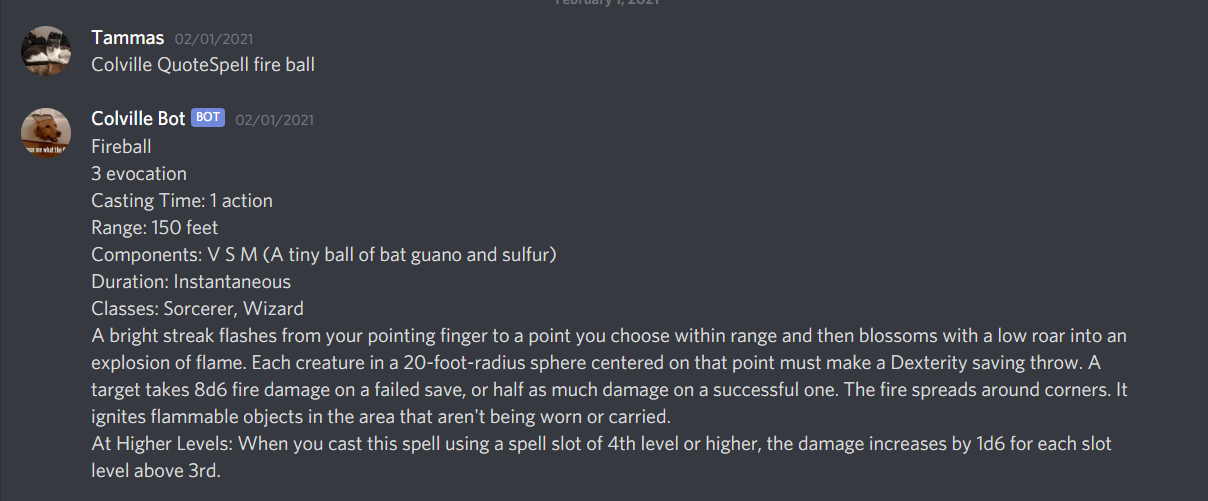 February 1, 2021
Tammas 02/01/2021
Colville QuoteSpell fire ball
Colville Bot BOT 02/01/2021
Fireball
3 evocation
Casting Time: 1 action
Range: 150 feet
Components: V S M (A tiny ball of bat guano and sulfur)
Duration: Instantaneous
Classes: Sorcerer, Wizard
A bright streak flashes from your pointing finger to a point you choose within range and then blossoms with a low roar into an
explosion of flame. Each creature in a 20-foot-radius sphere centered on that point must make a Dexterity saving throw. A
target takes 8d6 fire damage on a failed save, or half as much damage on a successful one. The fire spreads around corners. It
ignites flammable objects in the area that aren't being worn or carried.
At Higher Levels: When you cast this spell using a spell slot of 4th level or higher, the damage increases by 1d6 for each slot
level above 3rd.